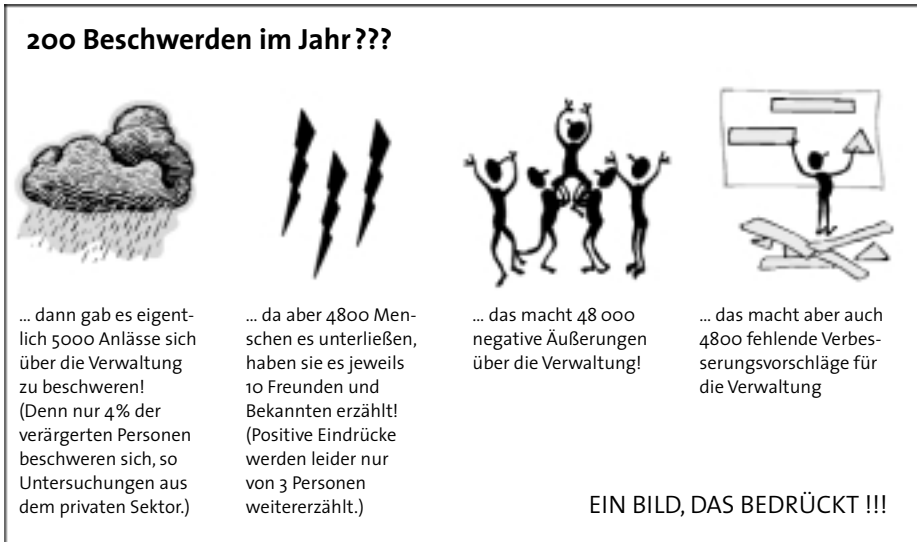 200 Beschwerden im Jahr???
... dann gab es eigent-
lich 5000 Anlässe sich
über die Verwaltung
zu beschweren!
(Denn nur 4% der
verärgerten Personen
beschweren sich, so
Untersuchungen aus
dem privaten Sektor.)
... da aber 4800 Men-
schen es unterließen,
haben sie es jeweils
10 Freunden und
Bekannten erzählt!
(Positive Eindrücke
werden leider nur
von 3 Personen
weitererzählt.)
... das macht 48 000
negative Äußerungen
über die Verwaltung!
... das macht aber auch
4800 fehlende Verbes-
serungsvorschläge für
die Verwaltung
EIN BILD, DAS BEDRÜCKT !!!